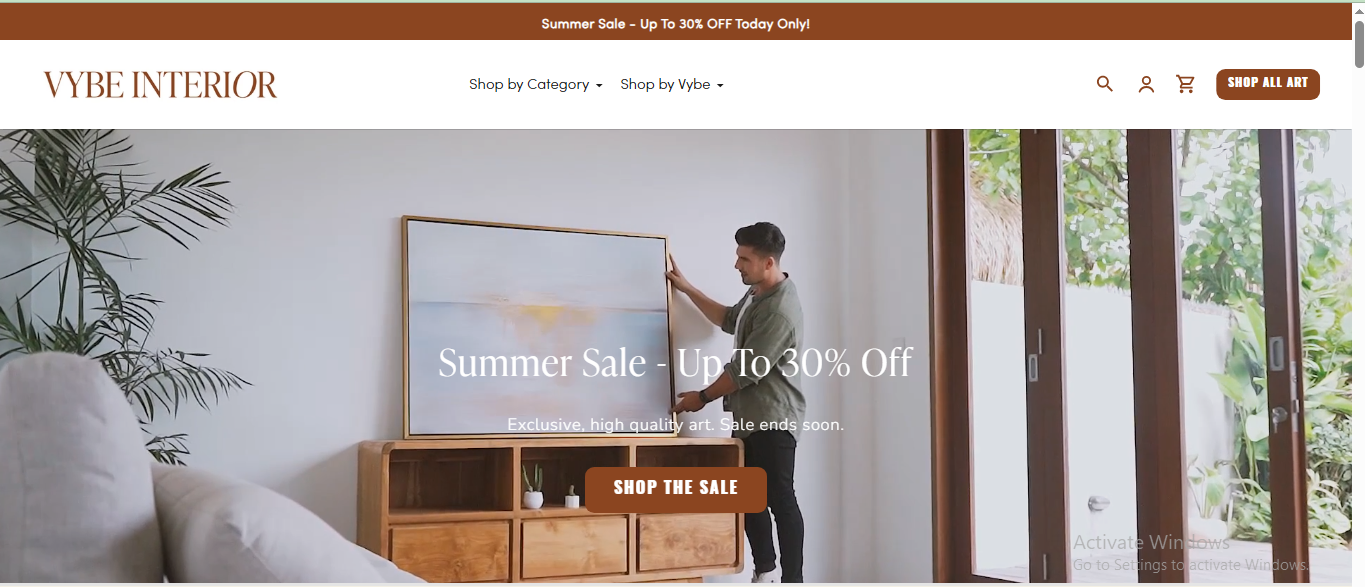 Summer Sale - Up To 30% OFF Today Only!
VYBE INTERIOR
Shop by Category
Shop by Vybe
SHOP ALL ART
Summer Sale - Up To 30% Off
Exclusive, high quality art. Sale ends soon.
SHOP THE SALE
Activate Windows
Go to Settings to activate Windows.